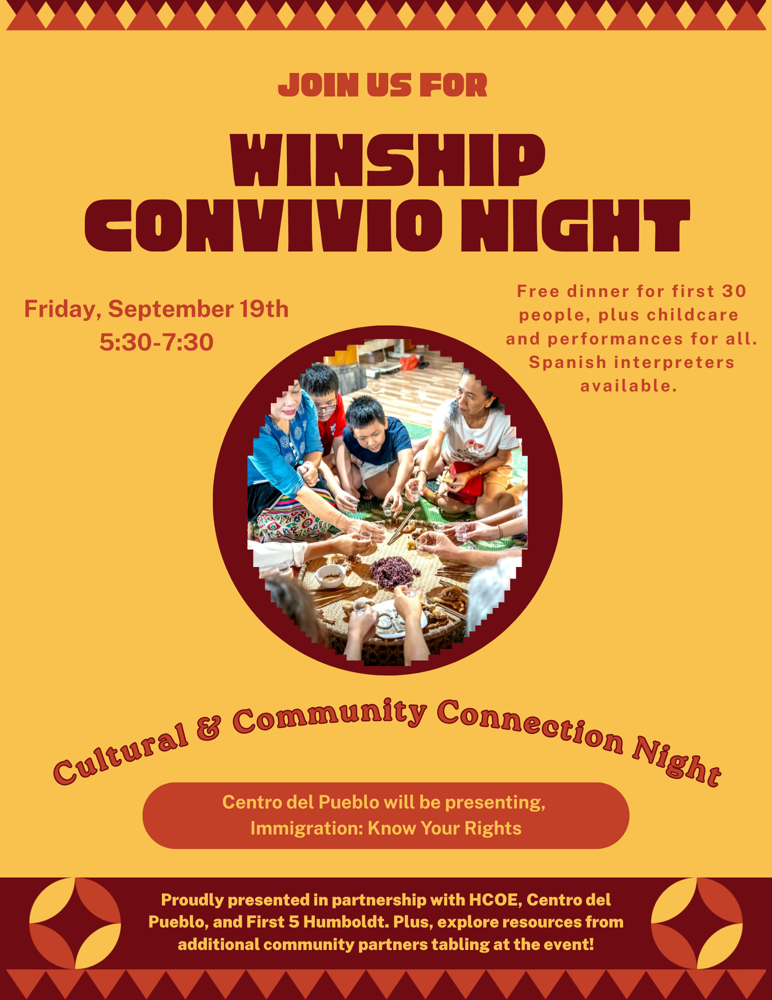 JOIN US FOR
WINSHIP
CONVIVIO NIGHT
Friday, September 19th
5:30-7:30
Free dinner for first 30
people, plus childcare
and performances for all.
Spanish interpreters
available.
Cultural & Community Connection Night
Centro del Pueblo will be presenting,
Immigration: Know Your Rights
Proudly presented in partnership with HCOE, Centro del
Pueblo, and First 5 Humboldt. Plus, explore resources from
additional community partners tabling at the event!